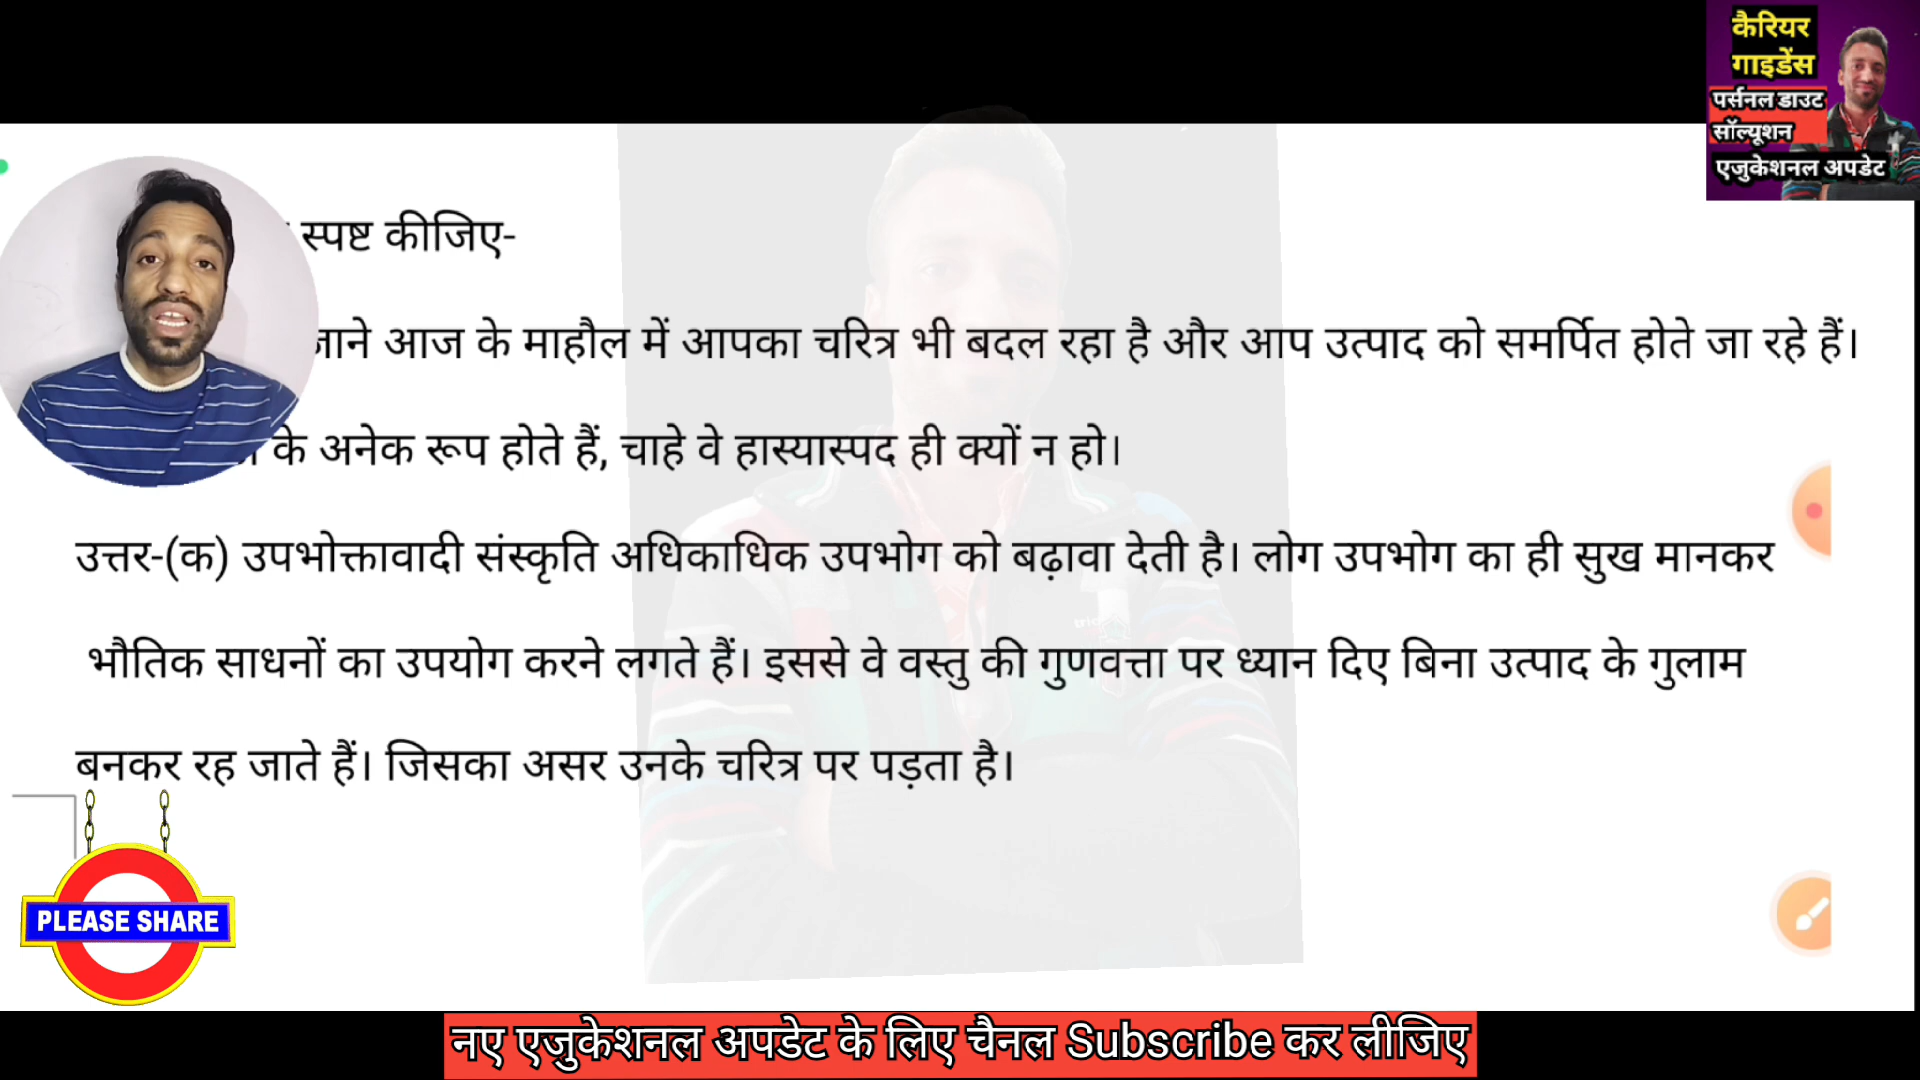 कैरियर
गाइडेंस
पर्सनल डाउट
सॉल्यूशन
एजुकेशनल अपडेट
स्पष्ट कीजिए-
आज के माहौल में आपका चरित्र भी बदल रहा है और आप उत्पाद को समर्पित होते जा रहे हैं।
के अनेक रूप होते हैं, चाहे वे हास्यास्पद ही क्यों न हो।
उत्तर-(क) उपभोक्तावादी संस्कृति अधिकाधिक उपभोग को बढ़ावा देती है। लोग उपभोग का ही सुख मानकर
भौतिक साधनों का उपयोग करने लगते हैं। इससे वे वस्तु की गुणवत्ता पर ध्यान दिए बिना उत्पाद के गुलाम
बनकर रह जाते हैं। जिसका असर उनके चरित्र पर पड़ता है।
PLEASE SHARE
नए एजुकेशनल अपडेट के लिए चैनल Subscribe कर लीजिए